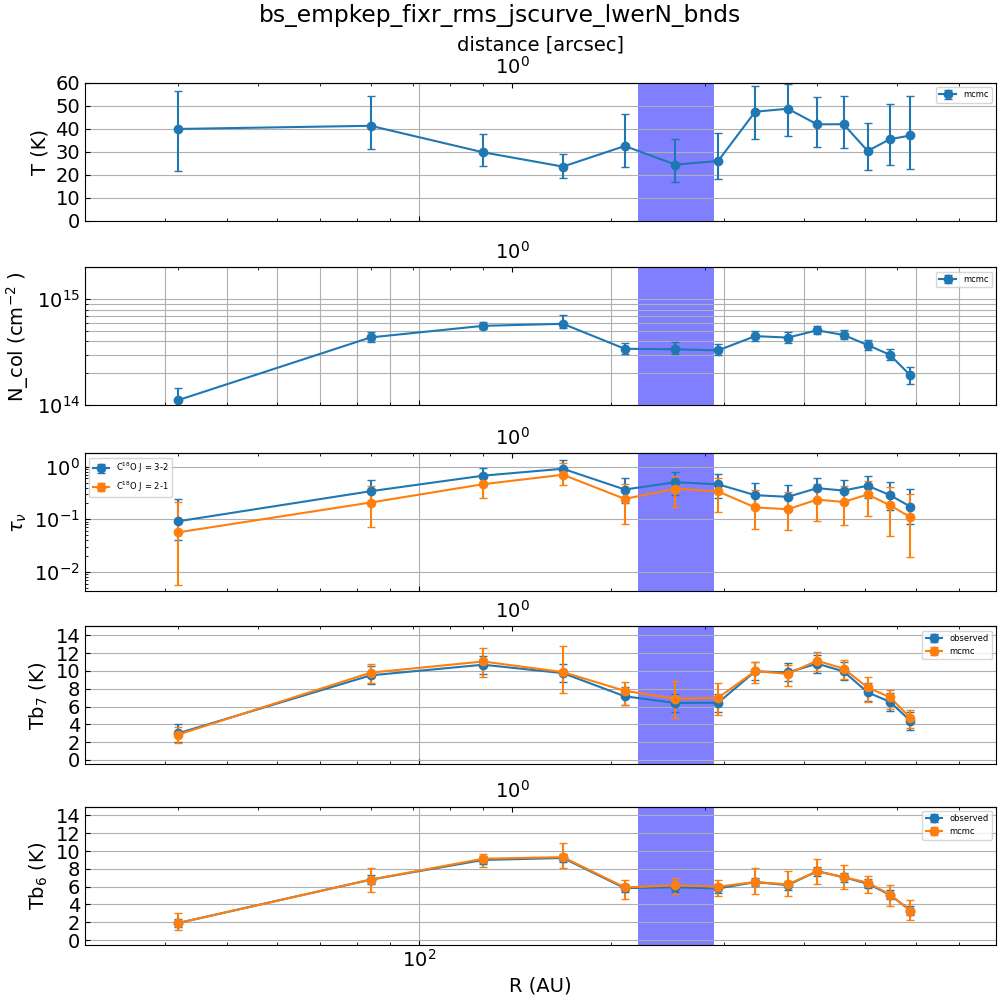 bs_empkep_fixr_rms_jscurve_lwerN_bnds
distance [arcsec]
10⁰
60
50
40
30
20
10
0
T (K)
mcmc
10⁰
10¹⁵
10¹⁴
N_col (cm⁻²)
mcmc
10⁰
10⁰
10⁻¹
10⁻²
τᵥ
C¹⁸O J = 3-2
C¹⁸O J = 2-1
10⁰
14
12
10
8
6
4
2
0
Tb₇ (K)
observed
mcmc
10⁰
14
12
10
8
6
4
2
0
Tb₆ (K)
observed
mcmc
10²
R (AU)